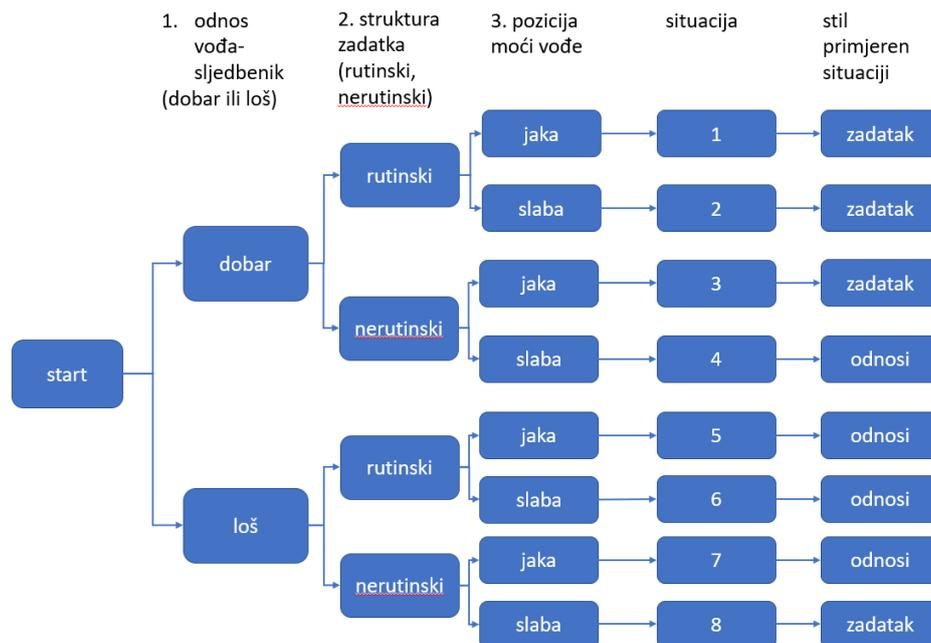 1. odnos
vođa-
sljedbenik
(dobar ili loš)
2. struktura
zadatka
(rutinski,
nerutinski)
3. pozicija
moći vođe
situacija
stil
primjeren
situaciji
jaka
1
zadatak
rutinski
slaba
2
zadatak
dobar
jaka
3
zadatak
nerutinski
slaba
4
odnosi
start
jaka
5
odnosi
rutinski
slaba
6
odnosi
loš
jaka
7
odnosi
nerutinski
slaba
8
zadatak